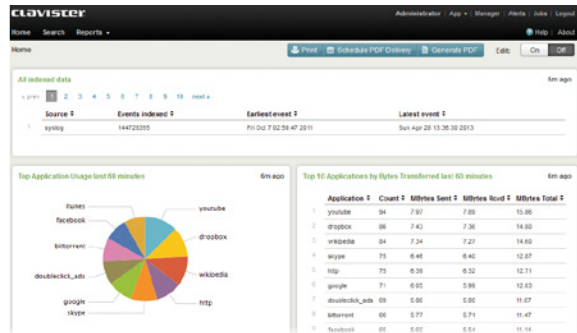 clavister
Administrator | App | Manager | Alerts | Jobs | Logout
Home Search Reports
Help | About
Home
Print Schedule PDF Delivery Generate PDF Edit: On Off
All indexed data 6m ago
« prev 1 2 3 4 5 6 7 8 9 10 next »
Source Events indexed Earliest event Latest event
1 syslog Fri Oct 7 02:56:47 2011 Sun Apr 28 13:36:38 2013
Top Application Usage last 60 minutes 6m ago
itunes
youtube
facebook
dropbox
bittorrent
wikipedia
doubleclick_ads
http
google
skype
Top 10 Applications by Bytes Transferred last 60 minutes 6m ago
Application Count MBytes Sent MBytes Rcvd MBytes Total
1 youtube 94 7.97 7.89 15.86
2 dropbox 86 7.43 7.36 14.80
3 wikipedia 84 7.34 7.27 14.60
4 skype 75 6.46 6.40 12.87
5 http 75 6.39 6.32 12.71
6 google 71 6.05 5.99 12.03
7 doubleclick_ads 69 5.86 5.80 11.67
8 bittorrent 66 5.77 5.71 11.47
9 facebook 65 5.60 5.54 11.14